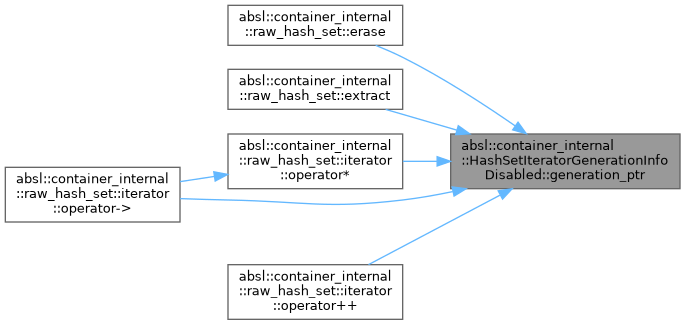 absl::container_internal
::raw_hash_set::erase
absl::container_internal
::raw_hash_set::extract
absl::container_internal
::raw_hash_set::iterator
::operator*
absl::container_internal
::HashSetIteratorGenerationInfo
Disabled::generation_ptr
absl::container_internal
::raw_hash_set::iterator
::operator->
absl::container_internal
::raw_hash_set::iterator
::operator++